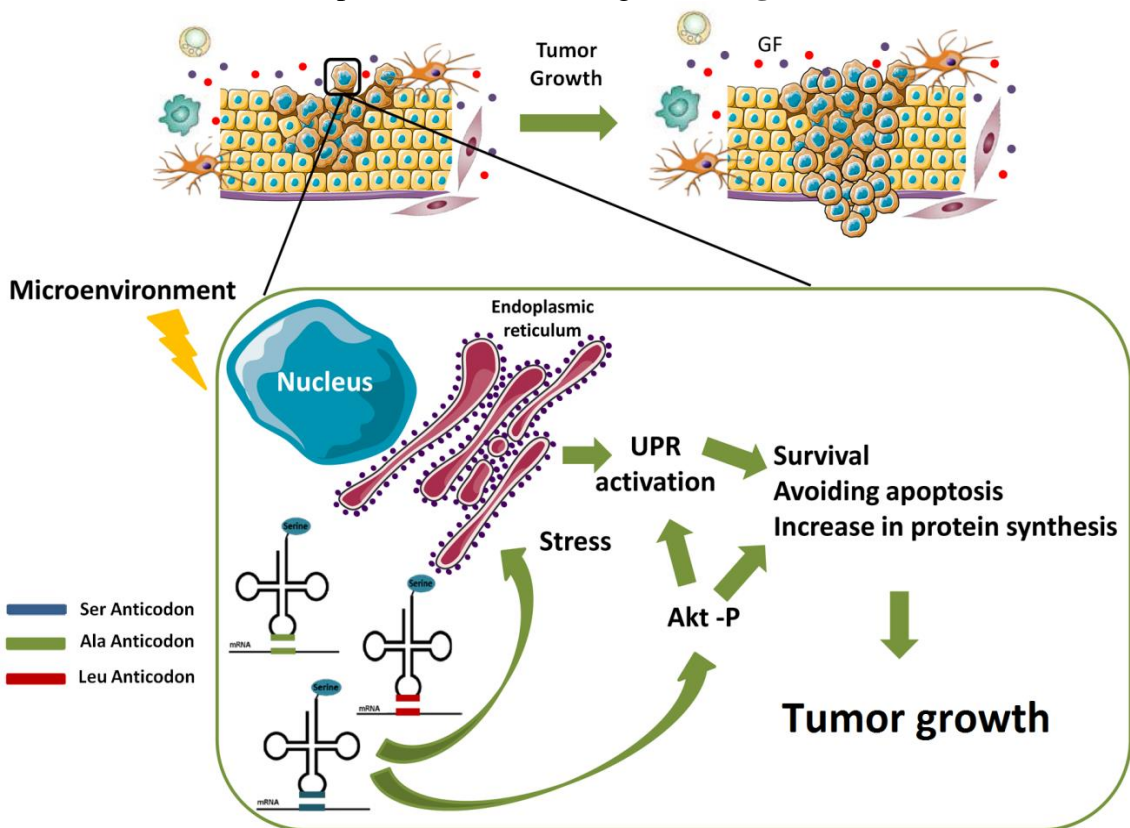 Tumor
Growth
GF
Microenvironment
Endoplasmic
reticulum
Nucleus
UPR
activation
Survival
Avoiding apoptosis
Increase in protein synthesis
Stress
Serine
Serine
Akt -P
Ser Anticodon
Ala Anticodon
Leu Anticodon
mRNA
mRNA
Serine
mRNA
Tumor growth